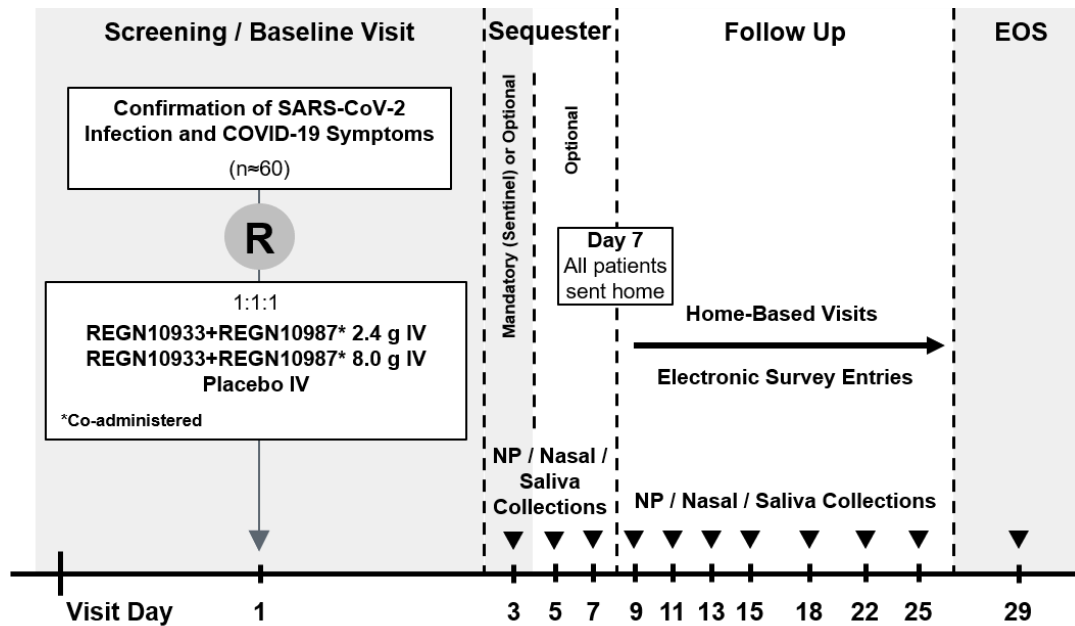 Screening / Baseline Visit
Sequester
Follow Up
EOS
Confirmation of SARS-CoV-2
Infection and COVID-19 Symptoms
(n≈60)
R
1:1:1
REGN10933+REGN10987* 2.4 g IV
REGN10933+REGN10987* 8.0 g IV
Placebo IV
*Co-administered
Mandatory (Sentinel) or Optional
Optional
Day 7
All patients
sent home
Home-Based Visits
Electronic Survey Entries
NP / Nasal /
Saliva
Collections
NP / Nasal / Saliva Collections
Visit Day 1 3 5 7 9 11 13 15 18 22 25 29